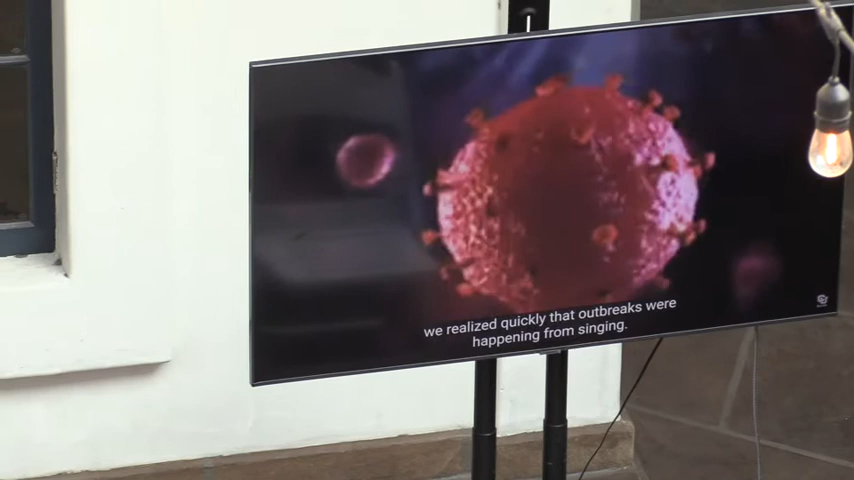 we realized quickly that outbreaks were
happening from singing.